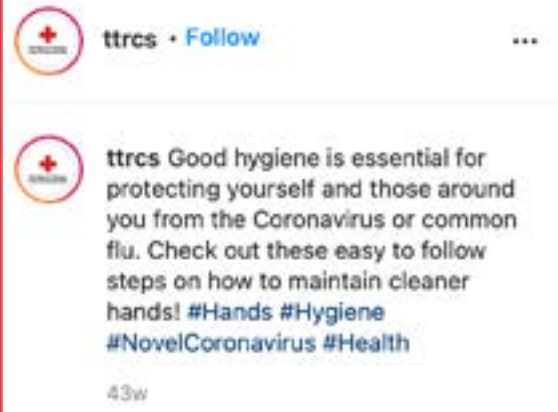 ttrcs • Follow
ttrcs Good hygiene is essential for
protecting yourself and those around
you from the Coronavirus or common
flu. Check out these easy to follow
steps on how to maintain cleaner
hands! #Hands #Hygiene
#NovelCoronavirus #Health
43w